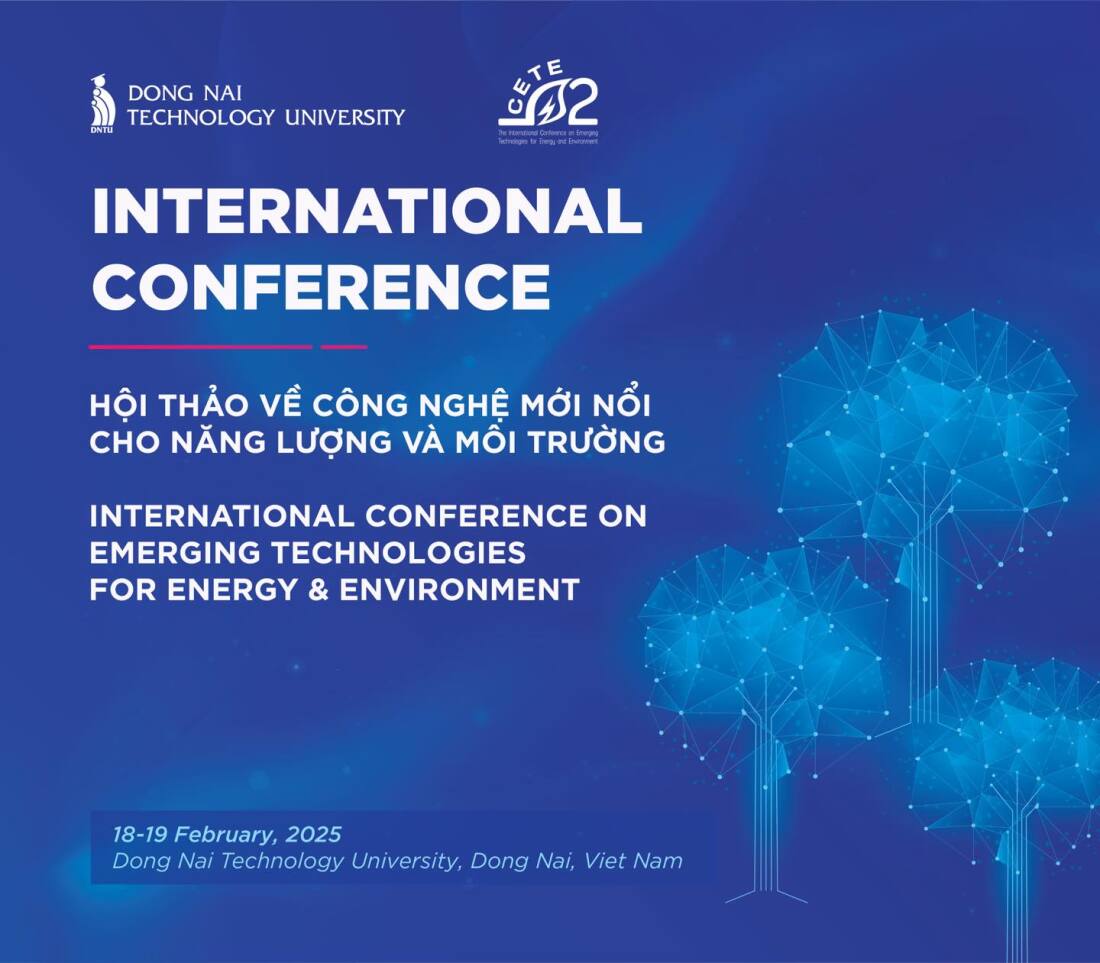 DONG NAI
TECHNOLOGY UNIVERSITY
DNTU
CETE 02
The International Conference on Emerging
Technologies for Energy and Environment
INTERNATIONAL
CONFERENCE
HỘI THẢO VỀ CÔNG NGHỆ MỚI NỔI
CHO NĂNG LƯỢNG VÀ MÔI TRƯỜNG
INTERNATIONAL CONFERENCE ON
EMERGING TECHNOLOGIES
FOR ENERGY & ENVIRONMENT
18-19 February, 2025
Dong Nai Technology University, Dong Nai, Viet Nam